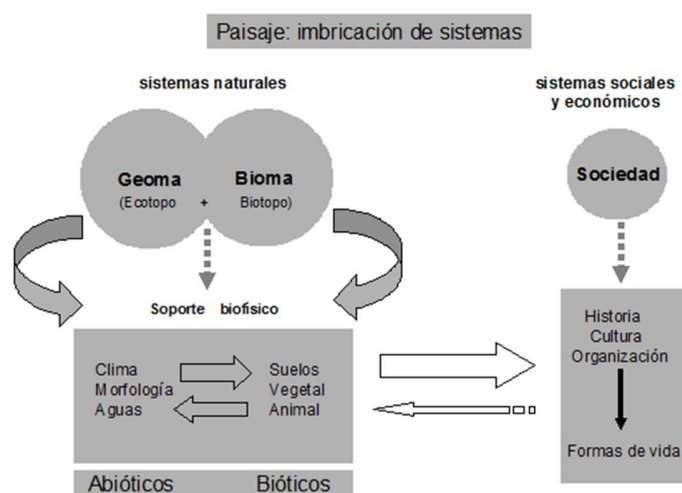 Paisaje: imbricación de sistemas
sistemas naturales
sistemas sociales
y económicos
Geoma
(Ecotopo + Biotopo)
Bioma
Sociedad
Soporte biofisico
Clima
Morfología
Aguas
Suelos
Vegetal
Animal
Abióticos
Bióticos
Historia
Cultura
Organización
Formas de vida